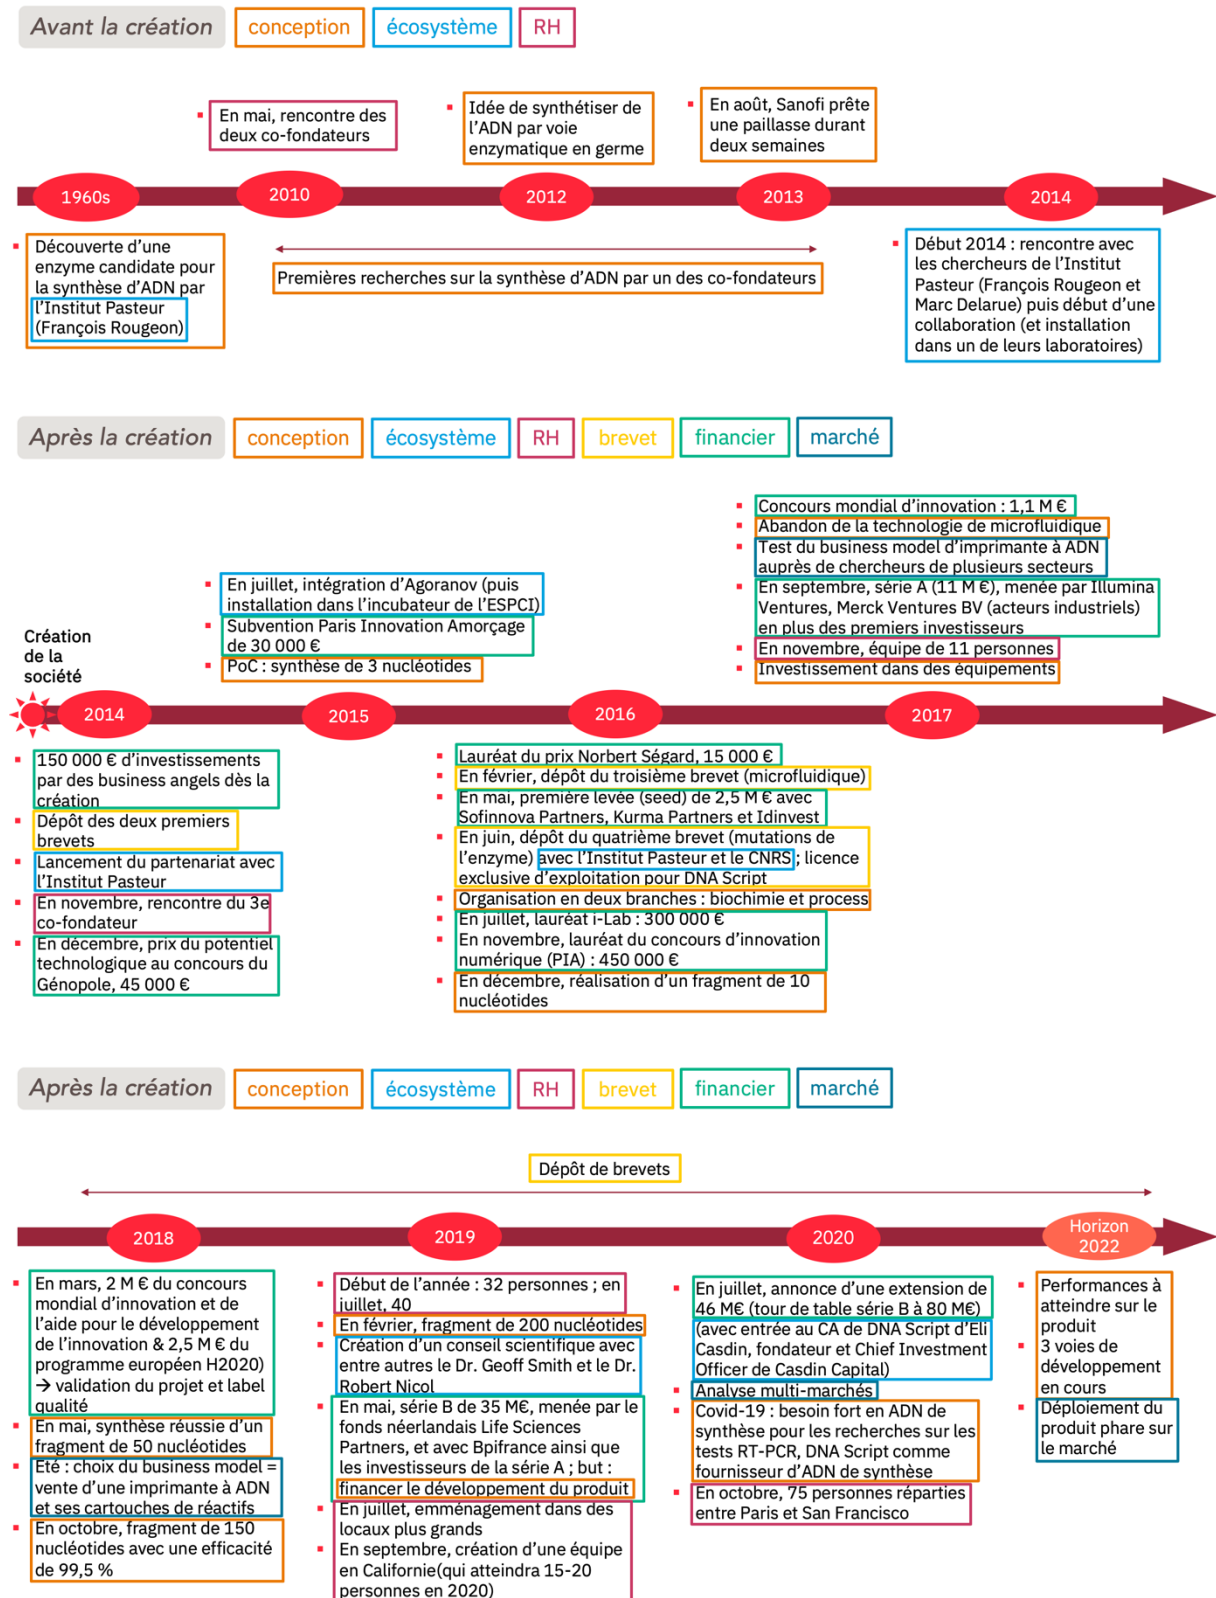 Avant la création
conception
écosystème
RH
En mai, rencontre des
deux co-fondateurs
Idée de synthétiser de
l’ADN par voie
enzymatique en germe
En août, Sanofi prête
une paillasse durant
deux semaines
1960s
2010
2012
2013
2014
Découverte d’une
enzyme candidate pour
la synthèse d’ADN par
l’Institut Pasteur
(François Rougeon)
Premières recherches sur la synthèse d’ADN par un des co-fondateurs
Début 2014 : rencontre avec
les chercheurs de l’Institut
Pasteur (François Rougeon et
Marc Delarue) puis début d’une
collaboration (et installation
dans un de leurs laboratoires)
Après la création
conception
écosystème
RH
brevet
financier
marché
En juillet, intégration d’Agoranov (puis
installation dans l’incubateur de l’ESPCI)
Subvention Paris Innovation Amorçage
de 30 000 €
PoC : synthèse de 3 nucléotides
Concours mondial d’innovation : 1,1 M €
Abandon de la technologie de microfluidique
Test du business model d’imprimante à ADN
auprès de chercheurs de plusieurs secteurs
En septembre, série A (11 M €), menée par Illumina
Ventures, Merck Ventures BV (acteurs industriels)
en plus des premiers investisseurs
En novembre, équipe de 11 personnes
Investissement dans des équipements
Création
de la
société
2014
2015
2016
2017
150 000 € d’investissements
par des business angels dès la
création
Dépôt des deux premiers
brevets
Lancement du partenariat avec
l’Institut Pasteur
En novembre, rencontre du 3e
co-fondateur
En décembre, prix du potentiel
technologique au concours du
Génopole, 45 000 €
Lauréat du prix Norbert Ségard, 15 000 €
En février, dépôt du troisième brevet (microfluidique)
En mai, première levée (seed) de 2,5 M € avec
Sofinnova Partners, Kurma Partners et Idinvest
En juin, dépôt du quatrième brevet (mutations de
l’enzyme) avec l’Institut Pasteur et le CNRS ; licence
exclusive d’exploitation pour DNA Script
Organisation en deux branches : biochimie et process
En juillet, lauréat i-Lab : 300 000 €
En novembre, lauréat du concours d’innovation
numérique (PIA) : 450 000 €
En décembre, réalisation d’un fragment de 10
nucléotides
Après la création
conception
écosystème
RH
brevet
financier
marché
Dépôt de brevets
2018
2019
2020
Horizon
2022
En mars, 2 M € du concours
mondial d’innovation et de
l’aide pour le développement
de l’innovation & 2,5 M € du
programme européen H2020)
→ validation du projet et label
qualité
En mai, synthèse réussie d’un
fragment de 50 nucléotides
Eté : choix du business model =
vente d’une imprimante à ADN
et ses cartouches de réactifs
En octobre, fragment de 150
nucléotides avec une efficacité
de 99,5 %
Début de l’année : 32 personnes ; en
juillet, 40
En février, fragment de 200 nucléotides
Création d’un conseil scientifique avec
entre autres le Dr. Geoff Smith et le Dr.
Robert Nicol
En mai, série B de 35 M€, menée par le
fonds néerlandais Life Sciences
Partners, et avec Bpifrance ainsi que
les investisseurs de la série A ; but :
financer le développement du produit
En juillet, emménagement dans des
locaux plus grands
En septembre, création d’une équipe
en Californie(qui atteindra 15-20
personnes en 2020)
En juillet, annonce d’une extension de
46 M€ (tour de table série B à 80 M€)
(avec entrée au CA de DNA Script d’Eli
Casdin, fondateur et Chief Investment
Officer de Casdin Capital)
Analyse multi-marchés
Covid-19 : besoin fort en ADN de
synthèse pour les recherches sur les
tests RT-PCR, DNA Script comme
fournisseur d’ADN de synthèse
En octobre, 75 personnes réparties
entre Paris et San Francisco
Performances à
atteindre sur le
produit
3 voies de
développement
en cours
Déploiement du
produit phare sur
le marché